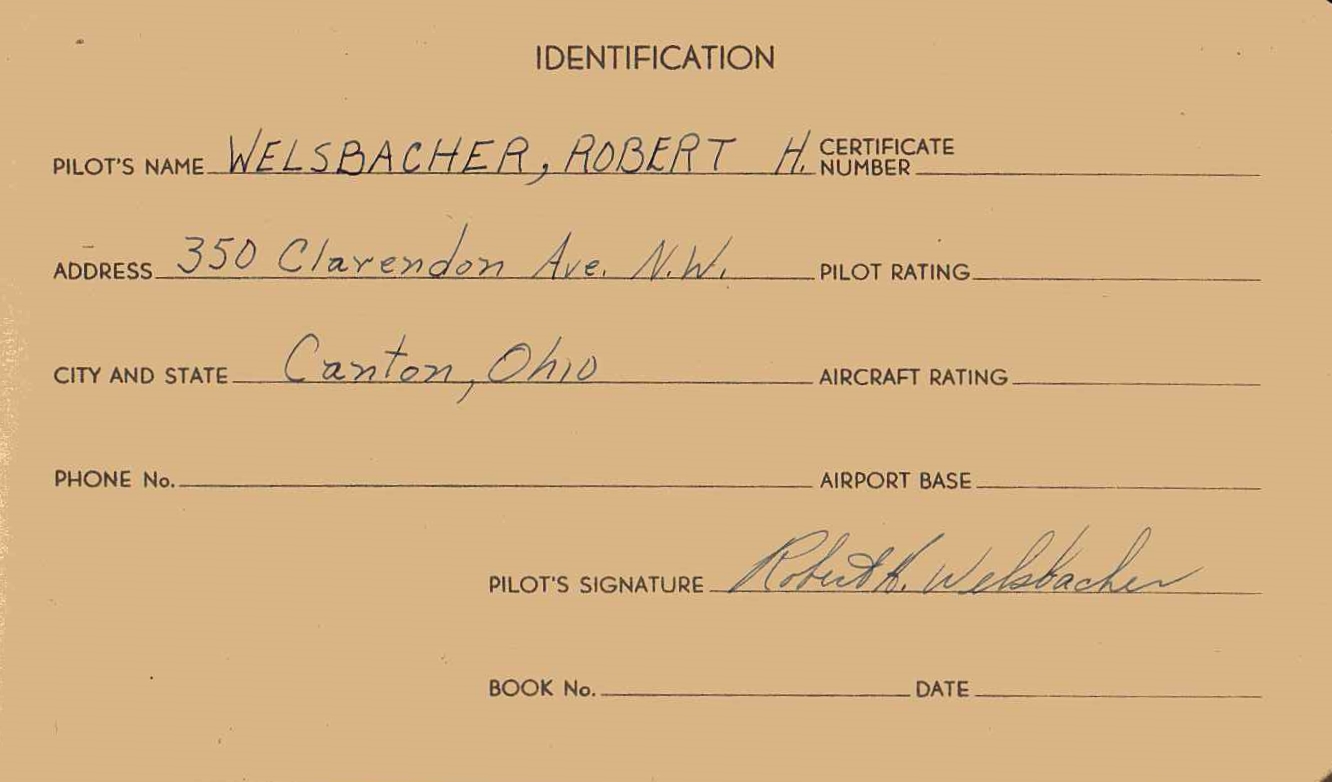 IDENTIFICATION
PILOT'S NAME WELSBACHER, ROBERT H. CERTIFICATE NUMBER
ADDRESS 350 Clarendon Ave. N.W. PILOT RATING
CITY AND STATE Canton, Ohio AIRCRAFT RATING
PHONE No. AIRPORT BASE
PILOT'S SIGNATURE Robert H. Welsbacher
BOOK No. DATE